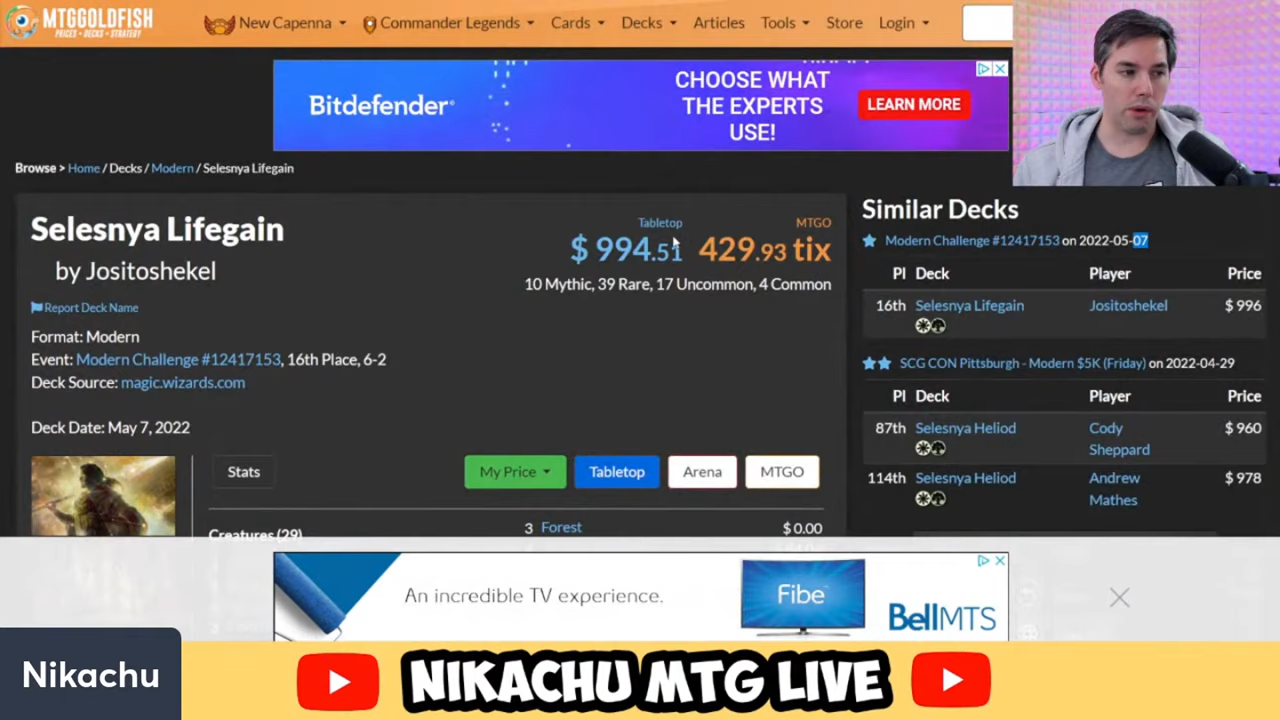 MTGGOLDFISH
PRICES • DECKS • STRATEGY
New Capenna
Commander Legends
Cards
Decks
Articles
Tools
Store
Login
Bitdefender
CHOOSE WHAT
THE EXPERTS
USE!
LEARN MORE
Browse > Home / Decks / Modern / Selesnya Lifegain
Selesnya Lifegain
by Jositoshekel
Tabletop
$ 994.51
MTGO
429.93 tix
10 Mythic, 39 Rare, 17 Uncommon, 4 Common
Report Deck Name
Format: Modern
Event: Modern Challenge #12417153, 16th Place, 6-2
Deck Source: magic.wizards.com
Deck Date: May 7, 2022
Stats
My Price
Tabletop
Arena
MTGO
Creatures (29)
3 Forest $ 0.00
Similar Decks
Modern Challenge #12417153 on 2022-05-07
Pl Deck Player Price
16th Selesnya Lifegain Jositoshekel $ 996
SCG CON Pittsburgh - Modern $5K (Friday) on 2022-04-29
Pl Deck Player Price
87th Selesnya Heliod Cody Sheppard $ 960
114th Selesnya Heliod Andrew Mathes $ 978
An incredible TV experience.
Fibe
BellMTS
Nikachu
NIKACHU MTG LIVE